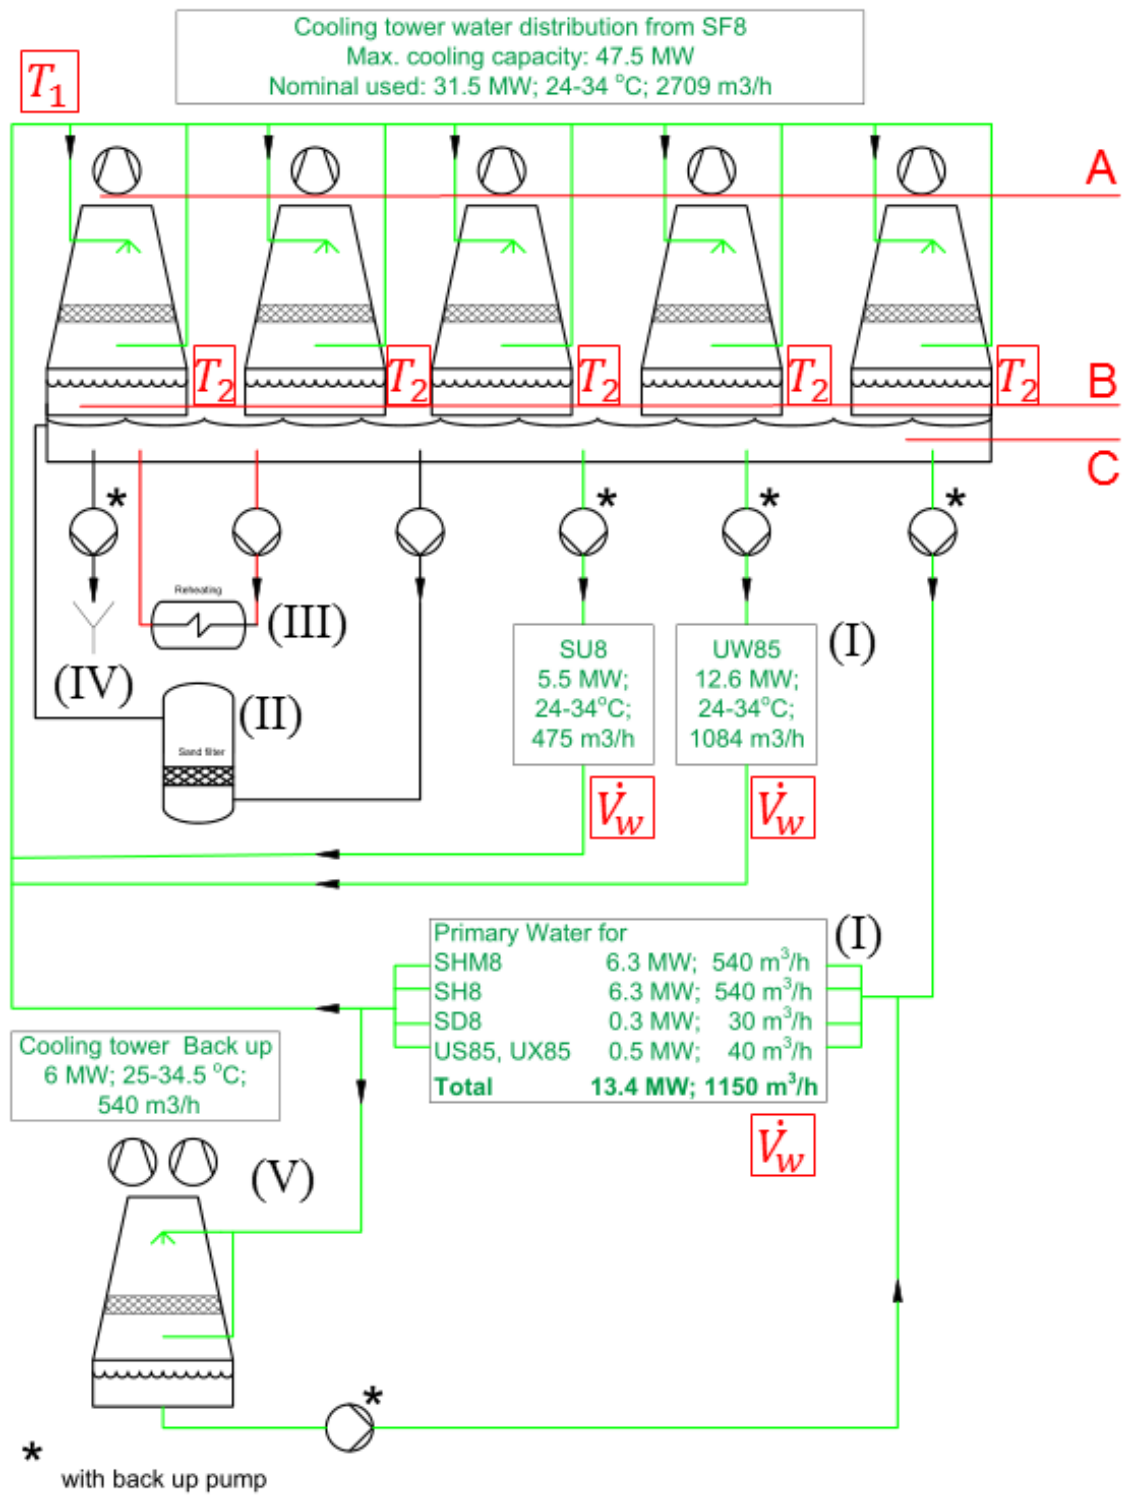 Cooling tower water distribution from SF8
Max. cooling capacity: 47.5 MW
Nominal used: 31.5 MW; 24-34 °C; 2709 m3/h
T₁
A
T₂ T₂ T₂ T₂ T₂
B
C
* * * *
Reheating
(III)
(IV)
(II)
Sand filter
SU8
5.5 MW;
24-34°C;
475 m3/h
UW85
12.6 MW;
24-34°C;
1084 m3/h
(I)
V̇w V̇w
Primary Water for
SHM8 6.3 MW; 540 m³/h
SH8 6.3 MW; 540 m³/h
SD8 0.3 MW; 30 m³/h
US85, UX85 0.5 MW; 40 m³/h
Total 13.4 MW; 1150 m³/h
(I)
V̇w
Cooling tower Back up
6 MW; 25-34.5 °C;
540 m3/h
(V)
*
* with back up pump